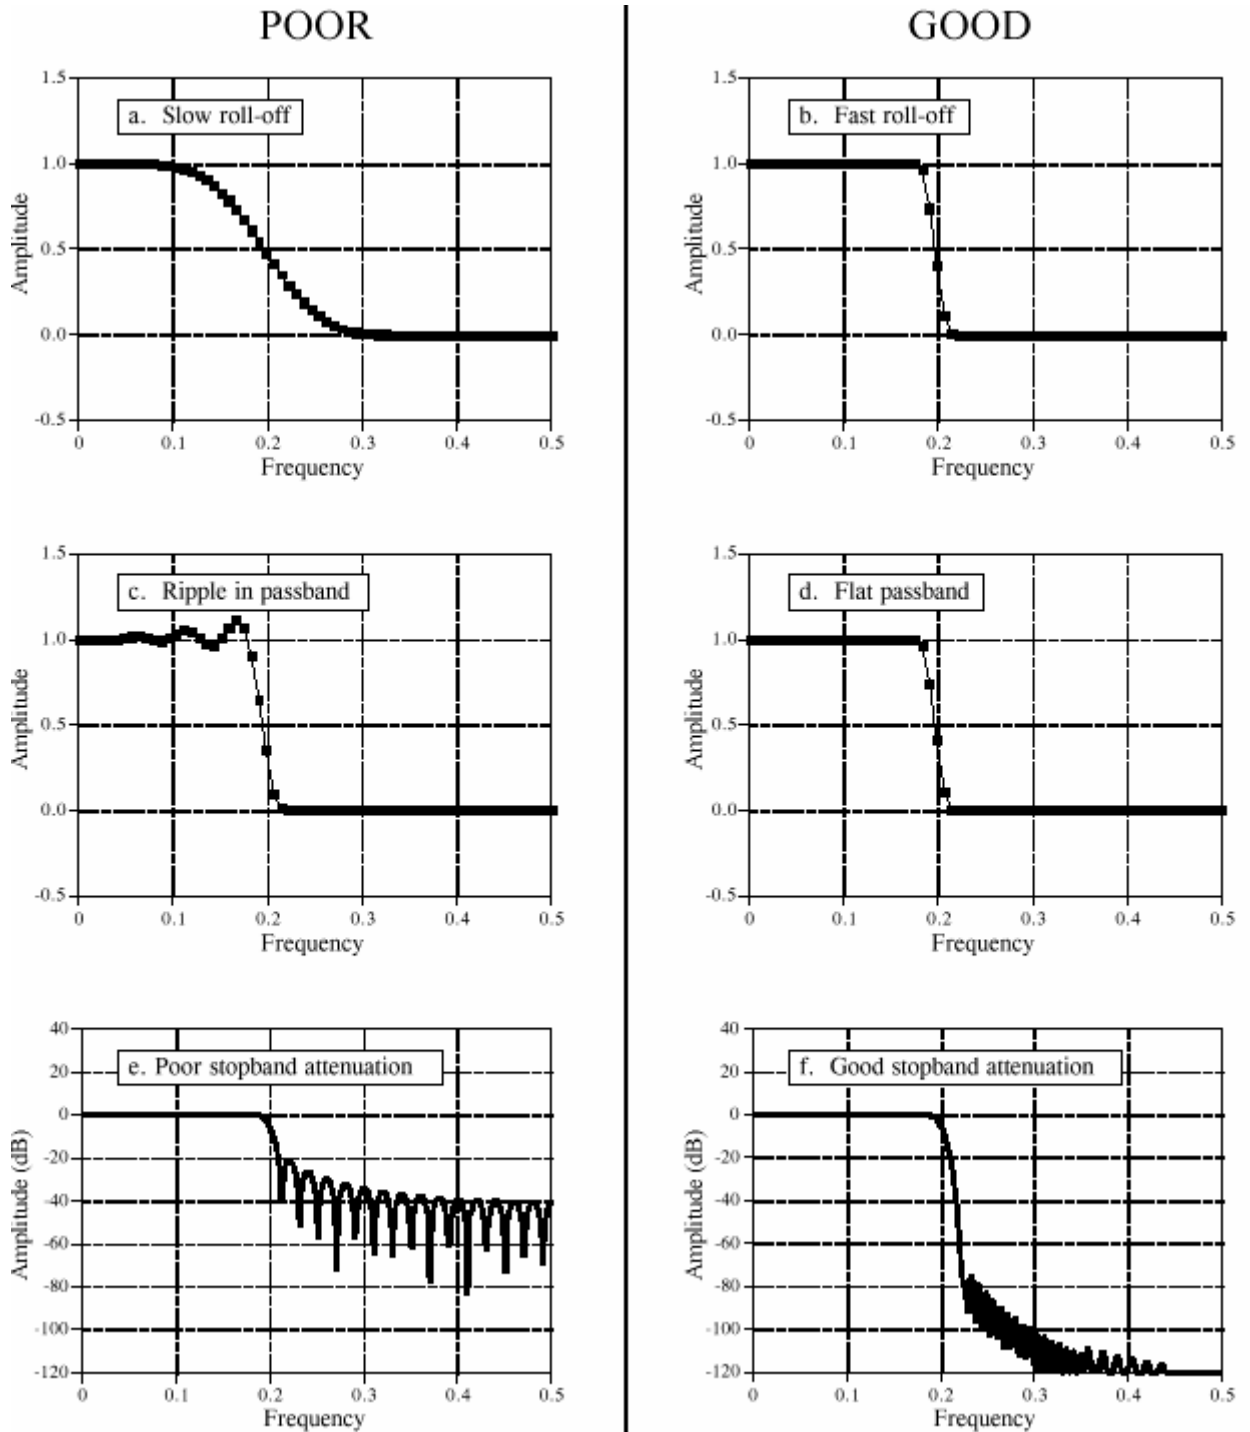 POOR
GOOD
1.5
a. Slow roll-off
1.0
Amplitude
0.5
0.0
-0.5
0 0.1 0.2 0.3 0.4 0.5
Frequency
1.5
b. Fast roll-off
1.0
Amplitude
0.5
0.0
-0.5
0 0.1 0.2 0.3 0.4 0.5
Frequency
1.5
c. Ripple in passband
1.0
Amplitude
0.5
0.0
-0.5
0 0.1 0.2 0.3 0.4 0.5
Frequency
1.5
d. Flat passband
1.0
Amplitude
0.5
0.0
-0.5
0 0.1 0.2 0.3 0.4 0.5
Frequency
40
e. Poor stopband attenuation
20
0
Amplitude (dB)
-20
-40
-60
-80
-100
-120
0 0.1 0.2 0.3 0.4 0.5
Frequency
40
f. Good stopband attenuation
20
0
Amplitude (dB)
-20
-40
-60
-80
-100
-120
0 0.1 0.2 0.3 0.4 0.5
Frequency